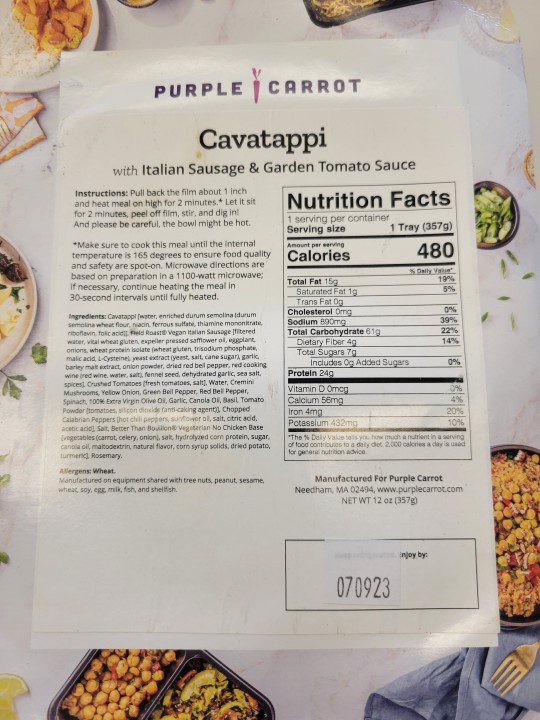 PURPLE CARROT
Cavatappi
with Italian Sausage & Garden Tomato Sauce
Instructions: Pull back the film about 1 inch
and heat meal on high for 2 minutes.* Let it sit
for 2 minutes, peel off film, stir, and dig in!
And please be careful, the bowl might be hot.
*Make sure to cook this meal until the internal
temperature is 165 degrees to ensure food quality
and safety are spot-on. Microwave directions are
based on preparation in a 1100-watt microwave;
if necessary, continue heating the meal in
30-second intervals until fully heated.
Ingredients: Cavatappi [water, enriched durum semolina (durum
semolina wheat flour, niacin, ferrous sulfate, thiamine mononitrate,
riboflavin, folic acid)], Field Roast® Vegan Italian Sausage [filtered
water, vital wheat gluten, expeller pressed safflower oil, eggplant,
onions, wheat protein isolate (wheat gluten, trisodium phosphate,
malic acid, L-Cysteine), yeast extract (yeast, salt, cane sugar), garlic,
barley malt extract, onion powder, dried red bell pepper, red cooking
wine (red wine, water, salt), fennel seed, dehydrated garlic, sea salt,
spices], Crushed Tomatoes [fresh tomatoes, salt], Water, Cremini
Mushrooms, Yellow Onion, Green Bell Pepper, Red Bell Pepper,
Spinach, 100% Extra Virgin Olive Oil, Garlic, Canola Oil, Basil, Tomato
Powder [tomatoes, silicon dioxide (anti-caking agent)], Chopped
Calabrian Peppers [hot chili peppers, sunflower oil, salt, citric acid,
acetic acid], Salt, Better Than Bouillon® Vegetarian No Chicken Base
[vegetables (carrot, celery, onion), salt, hydrolyzed corn protein, sugar,
canola oil, maltodextrin, natural flavor, corn syrup solids, dried potato,
turmeric], Rosemary.
Allergens: Wheat.
Manufactured on equipment shared with tree nuts, peanut, sesame,
wheat, soy, egg, milk, fish, and shellfish.
Nutrition Facts
1 serving per container
Serving size 1 Tray (357g)
Amount per serving
Calories 480
% Daily Value*
Total Fat 15g 19%
Saturated Fat 1g 5%
Trans Fat 0g
Cholesterol 0mg 0%
Sodium 890mg 39%
Total Carbohydrate 61g 22%
Dietary Fiber 4g 14%
Total Sugars 7g
Includes 0g Added Sugars 0%
Protein 24g
Vitamin D 0mcg 0%
Calcium 56mg 4%
Iron 4mg 20%
Potassium 432mg 10%
*The % Daily Value tells you how much a nutrient in a serving
of food contributes to a daily diet. 2,000 calories a day is used
for general nutrition advice.
Manufactured For Purple Carrot
Needham, MA 02494, www.purplecarrot.com
NET WT 12 oz (357g)
njoy by:
070923